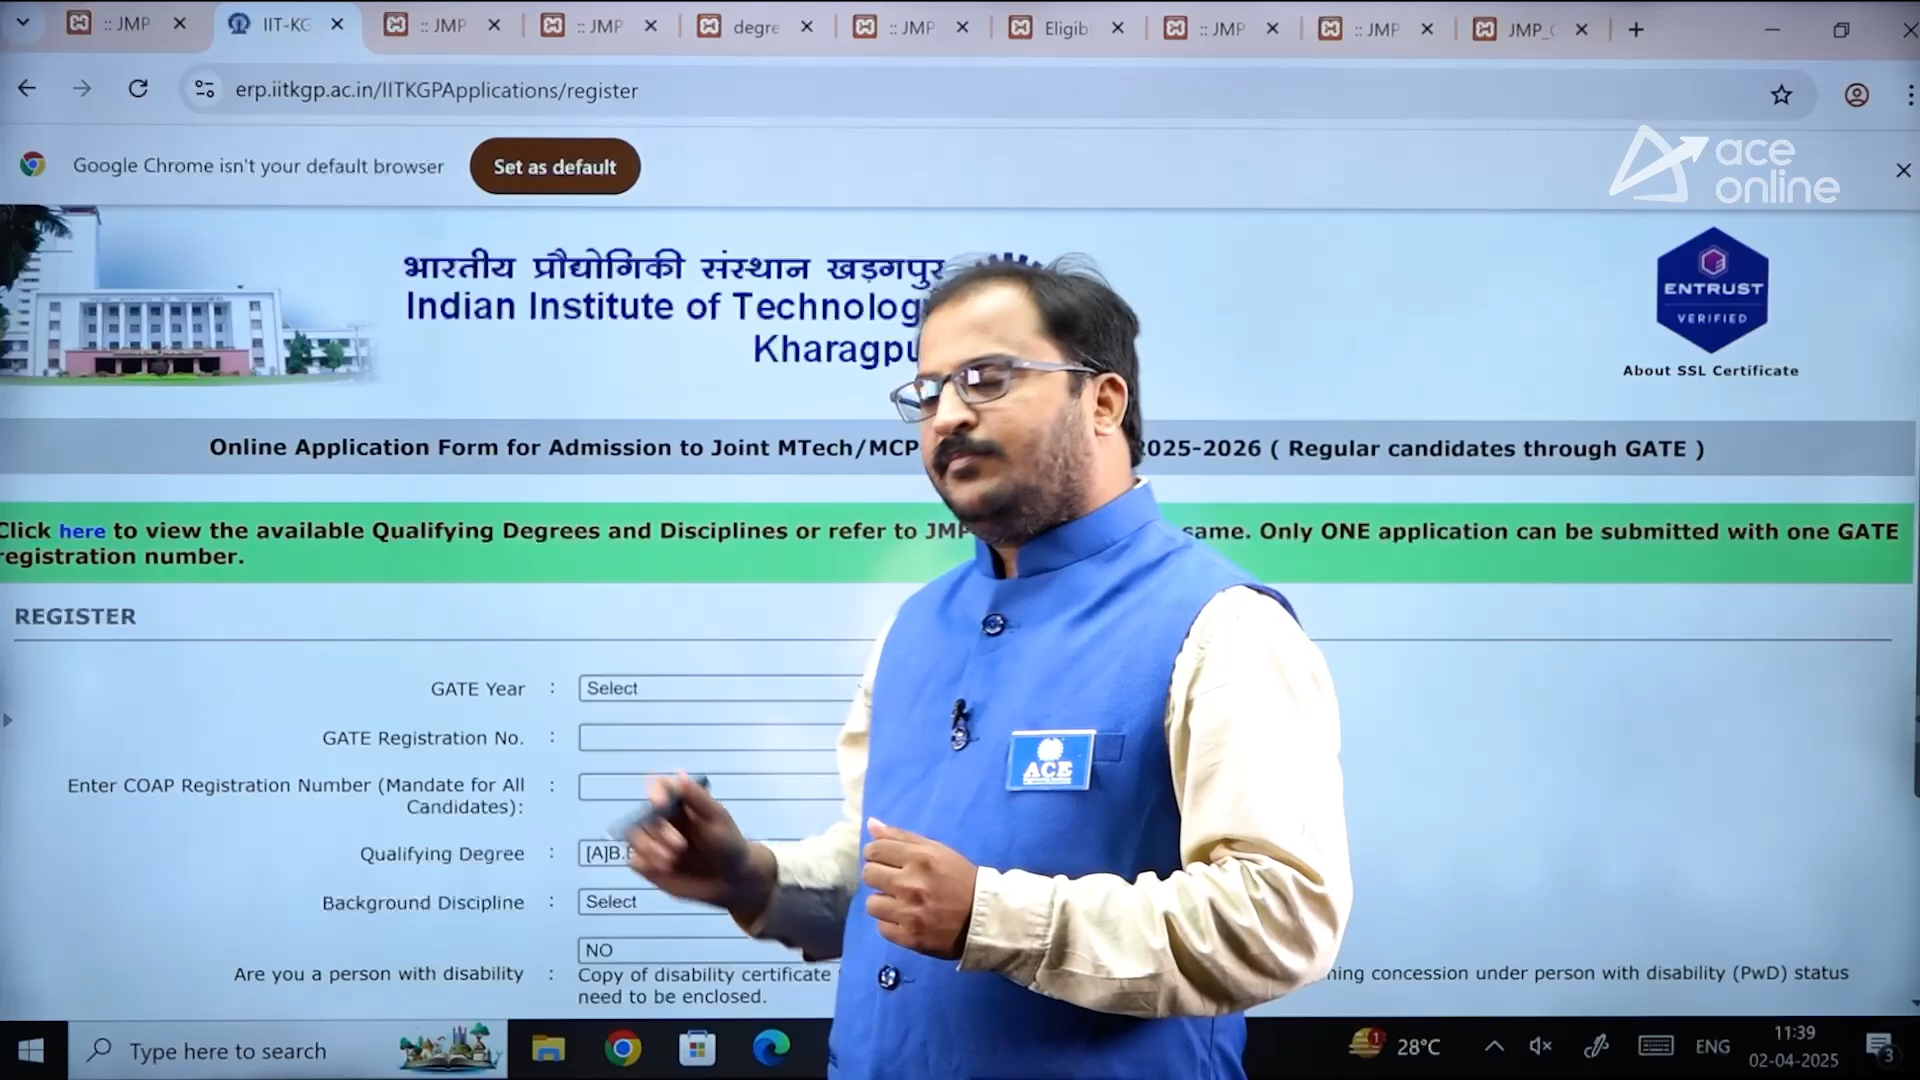 :: JMP
IIT-KG
:: JMP
:: JMP
degre
:: JMP
Eligib
:: JMP
:: JMP
JMP_
erp.iitkgp.ac.in/IITKGPApplications/register
Google Chrome isn't your default browser
Set as default
ace
online
भारतीय प्रौद्योगिकी संस्थान खड़गपुर
Indian Institute of Technolog
Kharagpu
ENTRUST
VERIFIED
About SSL Certificate
Online Application Form for Admission to Joint MTech/MCP 2025-2026 ( Regular candidates through GATE )
Click here to view the available Qualifying Degrees and Disciplines or refer to JMP same. Only ONE application can be submitted with one GATE
registration number.
REGISTER
GATE Year : Select
GATE Registration No. :
Enter COAP Registration Number (Mandate for All :
Candidates):
Qualifying Degree : [A]B.
Background Discipline : Select
NO
Are you a person with disability : Copy of disability certificate concession under person with disability (PwD) status
need to be enclosed.
ACE
Type here to search
1
28°C
ENG
11:39
02-04-2025
3